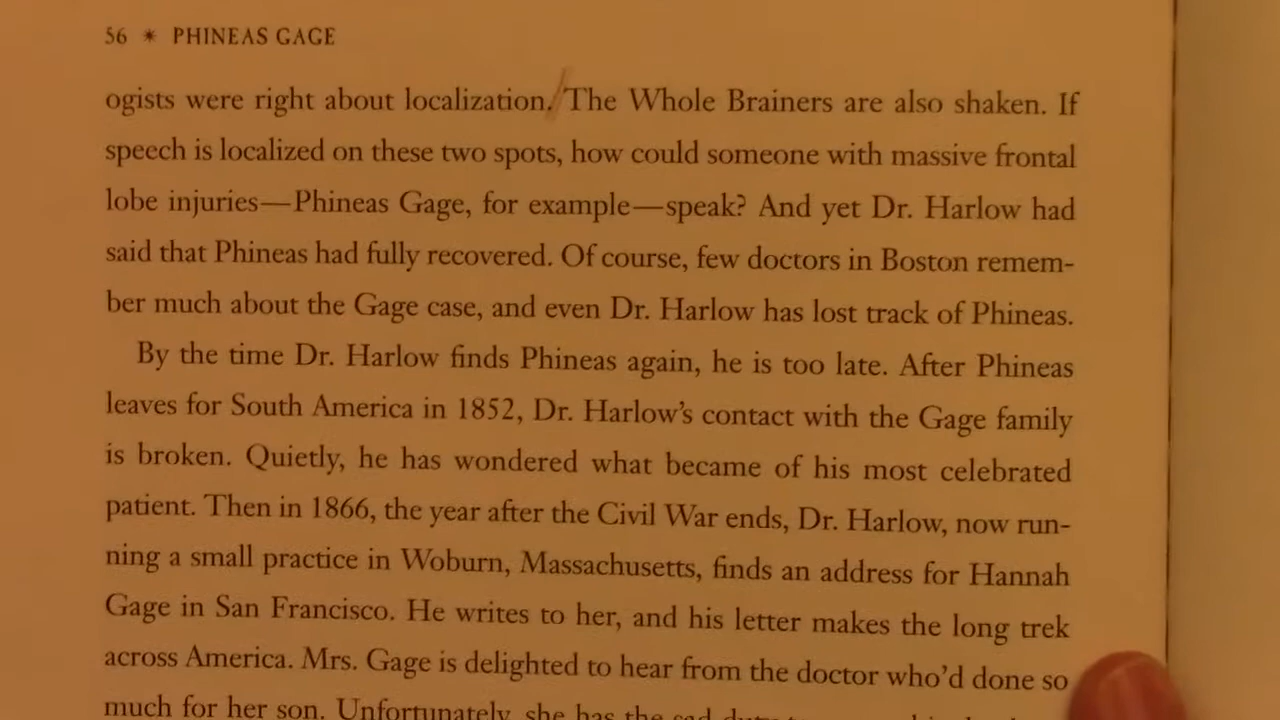 56 * PHINEAS GAGE
ogists were right about localization. The Whole Brainers are also shaken. If
speech is localized on these two spots, how could someone with massive frontal
lobe injuries—Phineas Gage, for example—speak? And yet Dr. Harlow had
said that Phineas had fully recovered. Of course, few doctors in Boston remem-
ber much about the Gage case, and even Dr. Harlow has lost track of Phineas.
By the time Dr. Harlow finds Phineas again, he is too late. After Phineas
leaves for South America in 1852, Dr. Harlow's contact with the Gage family
is broken. Quietly, he has wondered what became of his most celebrated
patient. Then in 1866, the year after the Civil War ends, Dr. Harlow, now run-
ning a small practice in Woburn, Massachusetts, finds an address for Hannah
Gage in San Francisco. He writes to her, and his letter makes the long trek
across America. Mrs. Gage is delighted to hear from the doctor who'd done so
much for her son. Unfortunately, she has the sad